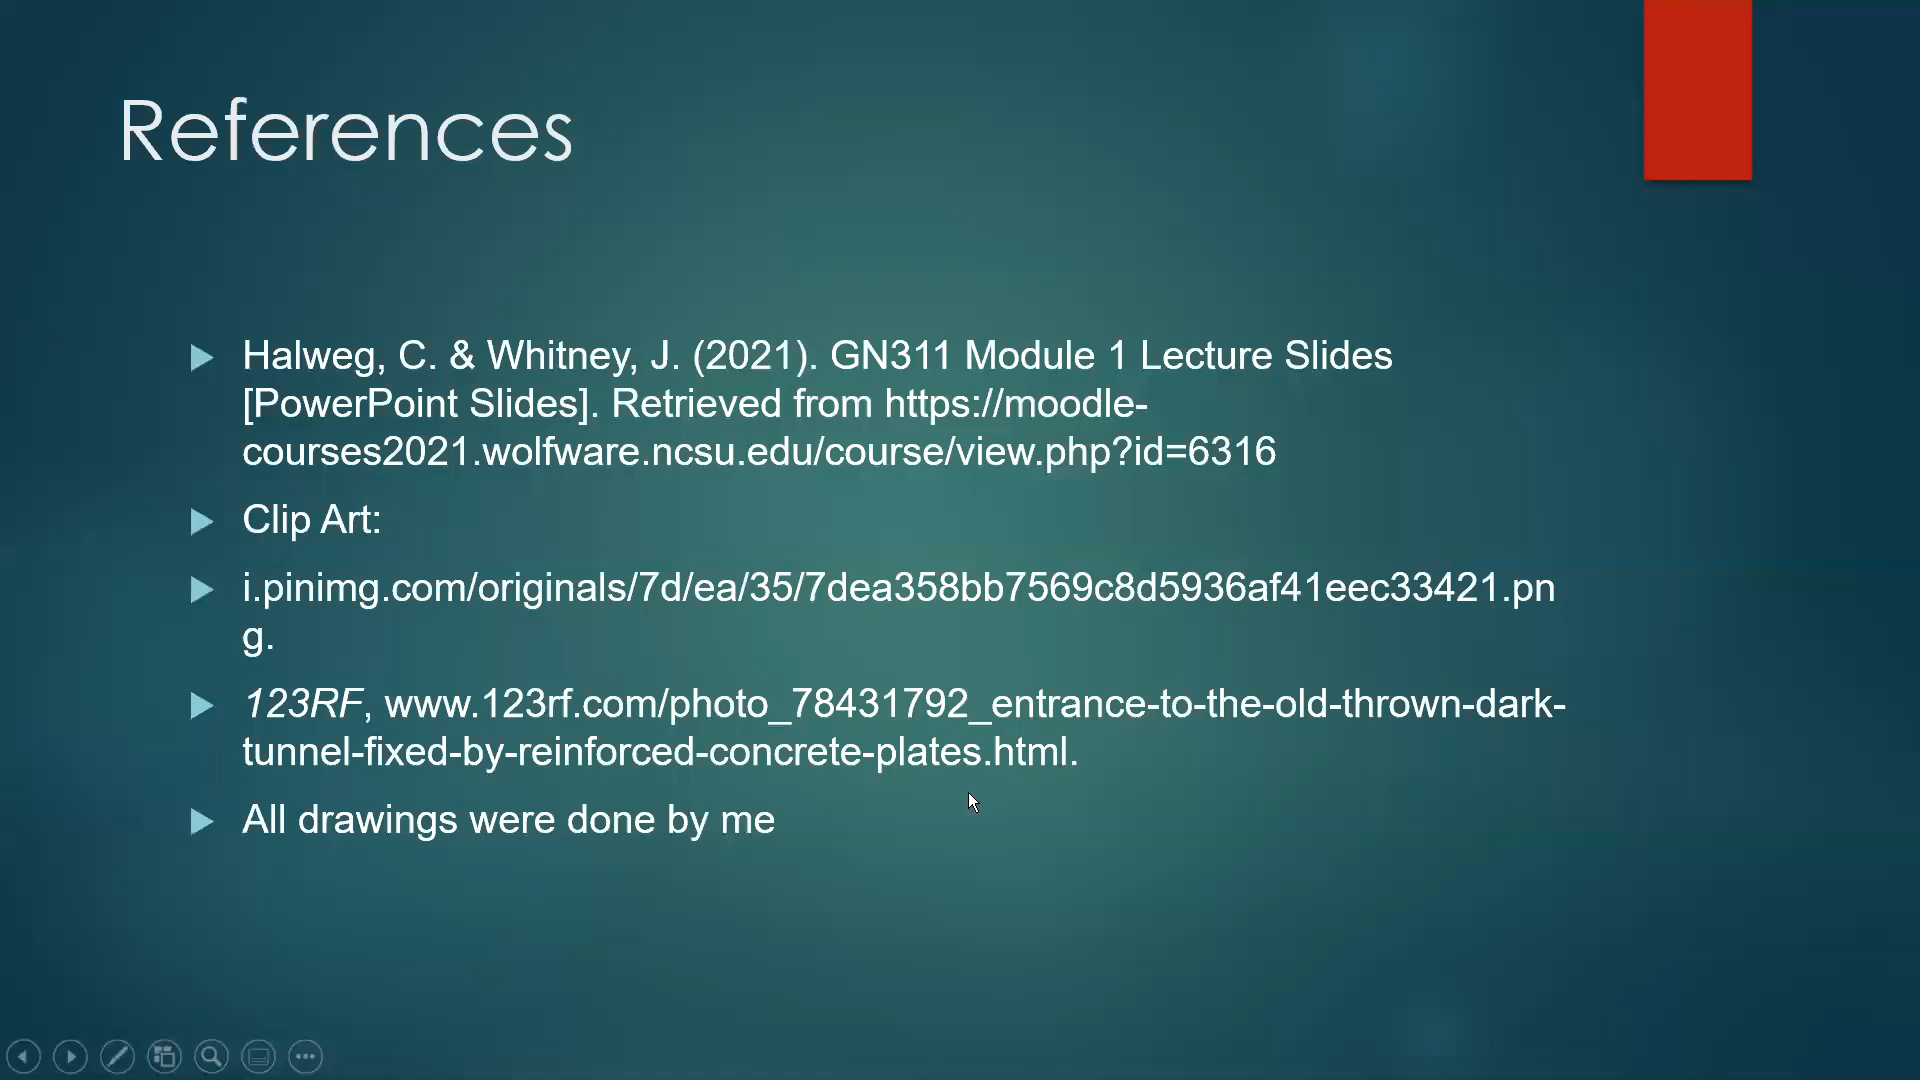 References
Halweg, C. & Whitney, J. (2021). GN311 Module 1 Lecture Slides
[PowerPoint Slides]. Retrieved from https://moodle-
courses2021.wolfware.ncsu.edu/course/view.php?id=6316
Clip Art:
i.pinimg.com/originals/7d/ea/35/7dea358bb7569c8d5936af41eec33421.pn
g.
123RF, www.123rf.com/photo_78431792_entrance-to-the-old-thrown-dark-
tunnel-fixed-by-reinforced-concrete-plates.html.
All drawings were done by me